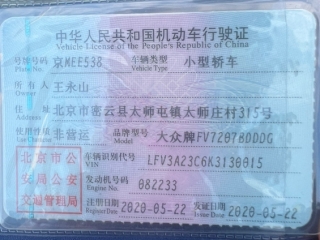 中华人民共和国机动车行驶证
Vehicle License of the People's Republic of China
号牌号码 京MEE538 车辆类型 小型轿车
Plate No. Vehicle Type
所有人 王永山
Owner
住址 北京市密云县太师屯镇太师庄村315号
使用性质 非营运 品牌型号 大众牌FV7207BDDDG
Use Character Model
北京市公 车辆识别代号 LFV3A23C6K3130015
VIN
安局公安 发动机号码 082233
Engine No.
交通管理局 注册日期 2020-05-22 发证日期 2020-05-22
Register Date Issue Date